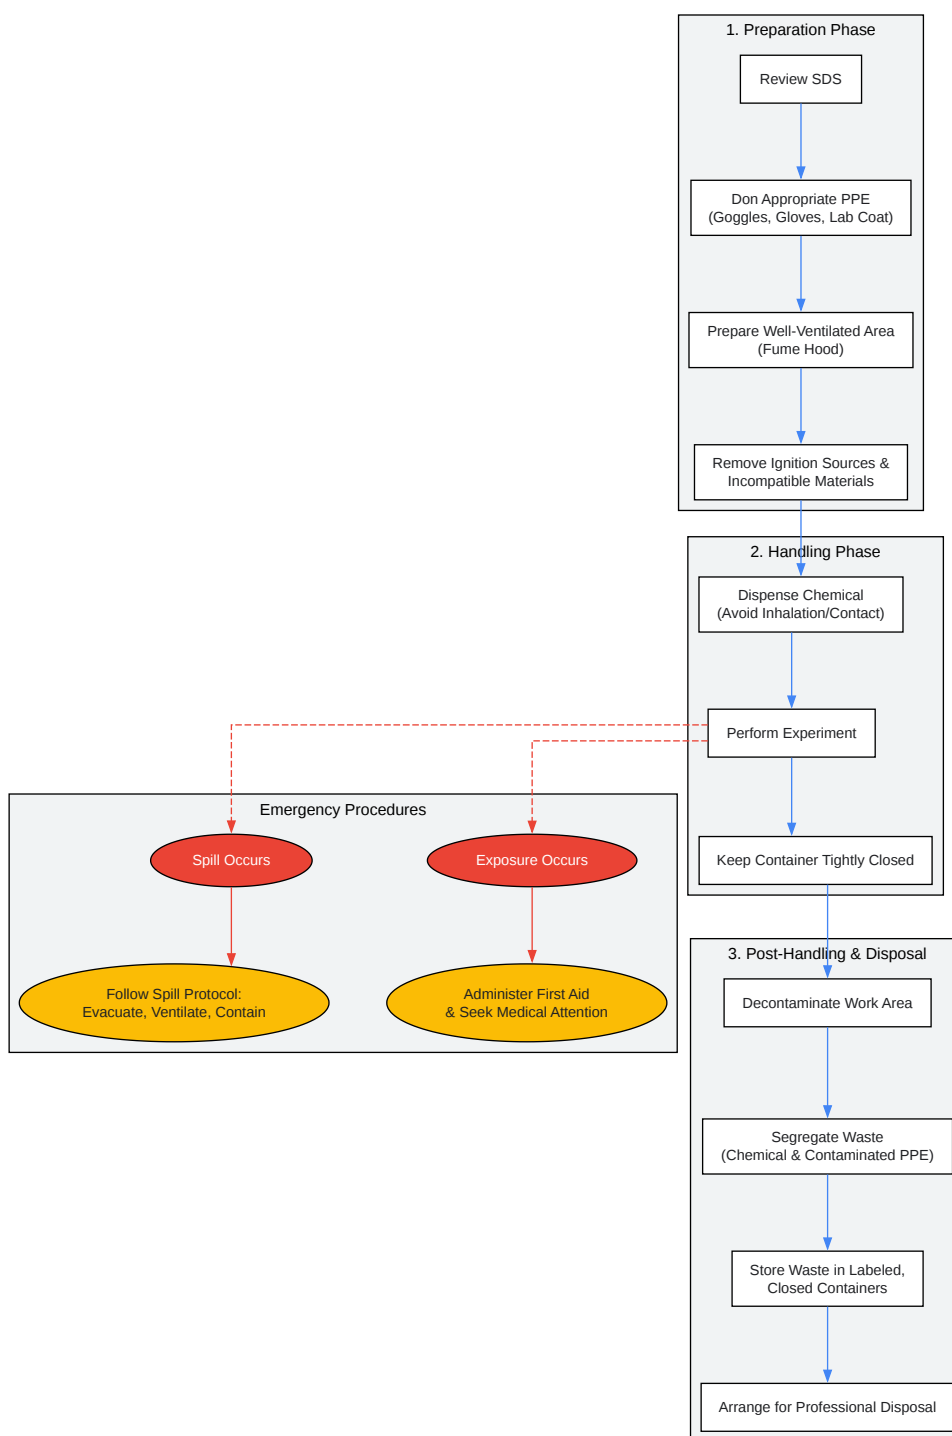 1. Preparation Phase
Review SDS
Don Appropriate PPE
(Goggles, Gloves, Lab Coat)
Prepare Well-Ventilated Area
(Fume Hood)
Remove Ignition Sources &
Incompatible Materials
2. Handling Phase
Dispense Chemical
(Avoid Inhalation/Contact)
Perform Experiment
Keep Container Tightly Closed
Emergency Procedures
Spill Occurs
Exposure Occurs
Follow Spill Protocol:
Evacuate, Ventilate, Contain
Administer First Aid
& Seek Medical Attention
3. Post-Handling & Disposal
Decontaminate Work Area
Segregate Waste
(Chemical & Contaminated PPE)
Store Waste in Labeled,
Closed Containers
Arrange for Professional Disposal